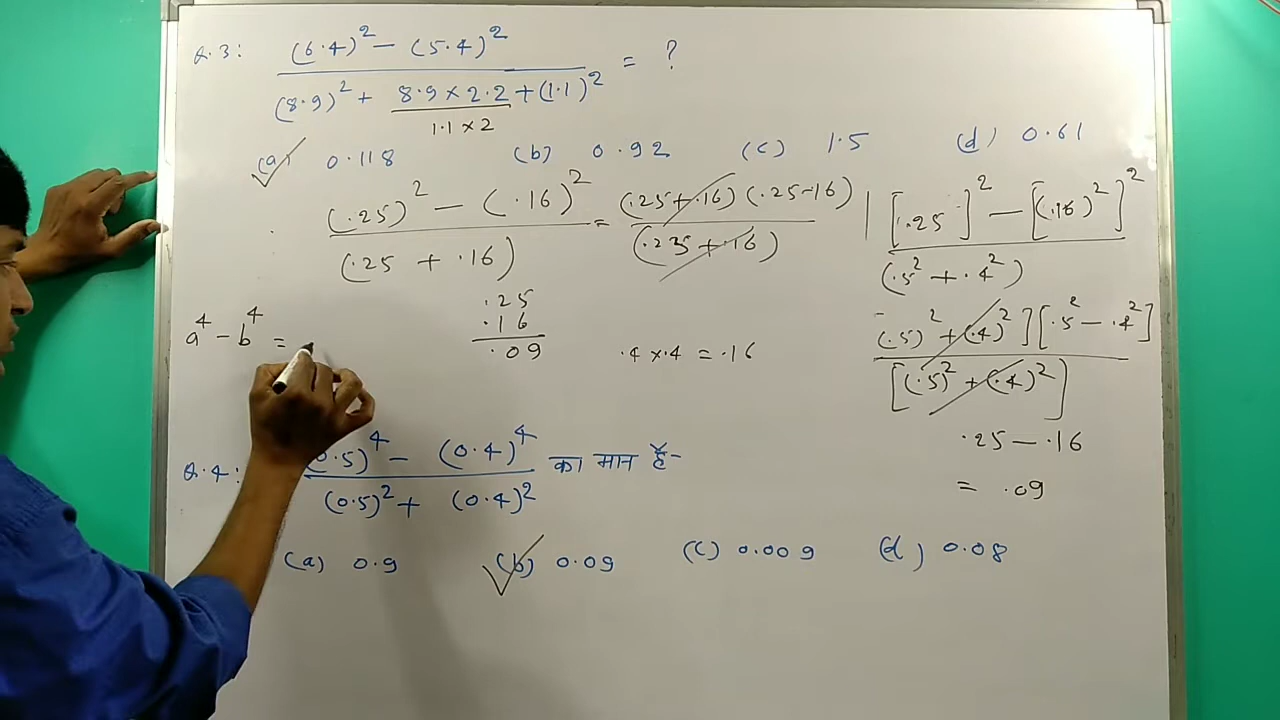 Q.3: (6.4)² - (5.4)² / (8.9)² + 8.9 × 2.2 + (1.1)² = ?
1.1 × 2
(a) 0.118 (b) 0.92 (c) 1.5 (d) 0.61
(.25)² - (.16)² / (.25 + .16) = (.25+.16)(.25-.16) / (.25+.16)
[.25]² - [(.16)²]² / (.5² + .4²)
.25
.16
.09
.4 × .4 = .16
(.5)² + (.4)²][.5² - .4²] / [(.5)² + (.4)²]
.25 - .16
= .09
a⁴ - b⁴ =
Q.4: (0.5)⁴ - (0.4)⁴ / (0.5)² + (0.4)² का मान है-
(a) 0.9 (b) 0.09 (c) 0.009 (d) 0.08